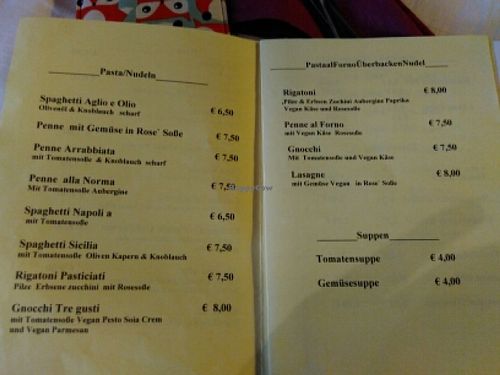 Pasta/Nudeln
Spaghetti Aglio e Olio
Olivenöl & Knoblauch scharf € 6,50
Penne mit Gemüse in Rose` Soße € 7,50
Penne Arrabbiata
mit Tomatensoße & Knoblauch scharf € 7,50
Penne alla Norma
Mit Tomatensoße Aubergine € 7,50
Spaghetti Napoli a
mit Tomatensoße € 6,50
Spaghetti Sicilia
mit Tomatensoße Oliven Kapern & Knoblauch € 7,50
Rigatoni Pasticiati € 7,50
Pilze Erbsene zucchini mit Rosesoße
Gnocchi Tre gusti € 8,00
mit Tomatensoße Vegan Pesto Soia Crem
und Vegan Parmesan
PastaalFornoÜberbackenNudel
Rigatoni € 8,00
,Pilze & Erbsen Zuchini Aubergine Paprika
Vegan Käse und Rosesoße
Penne al Forno € 7,50
mit Vegan Käse Rosesoße
Gnocchi € 7,50
Mit Tomatensoße und Vegan Käse
Lasagne € 8,00
mit Gemüse Vegan in Rose` Soße
Suppen
Tomatensuppe € 4,00
Gemüsesuppe € 4,00